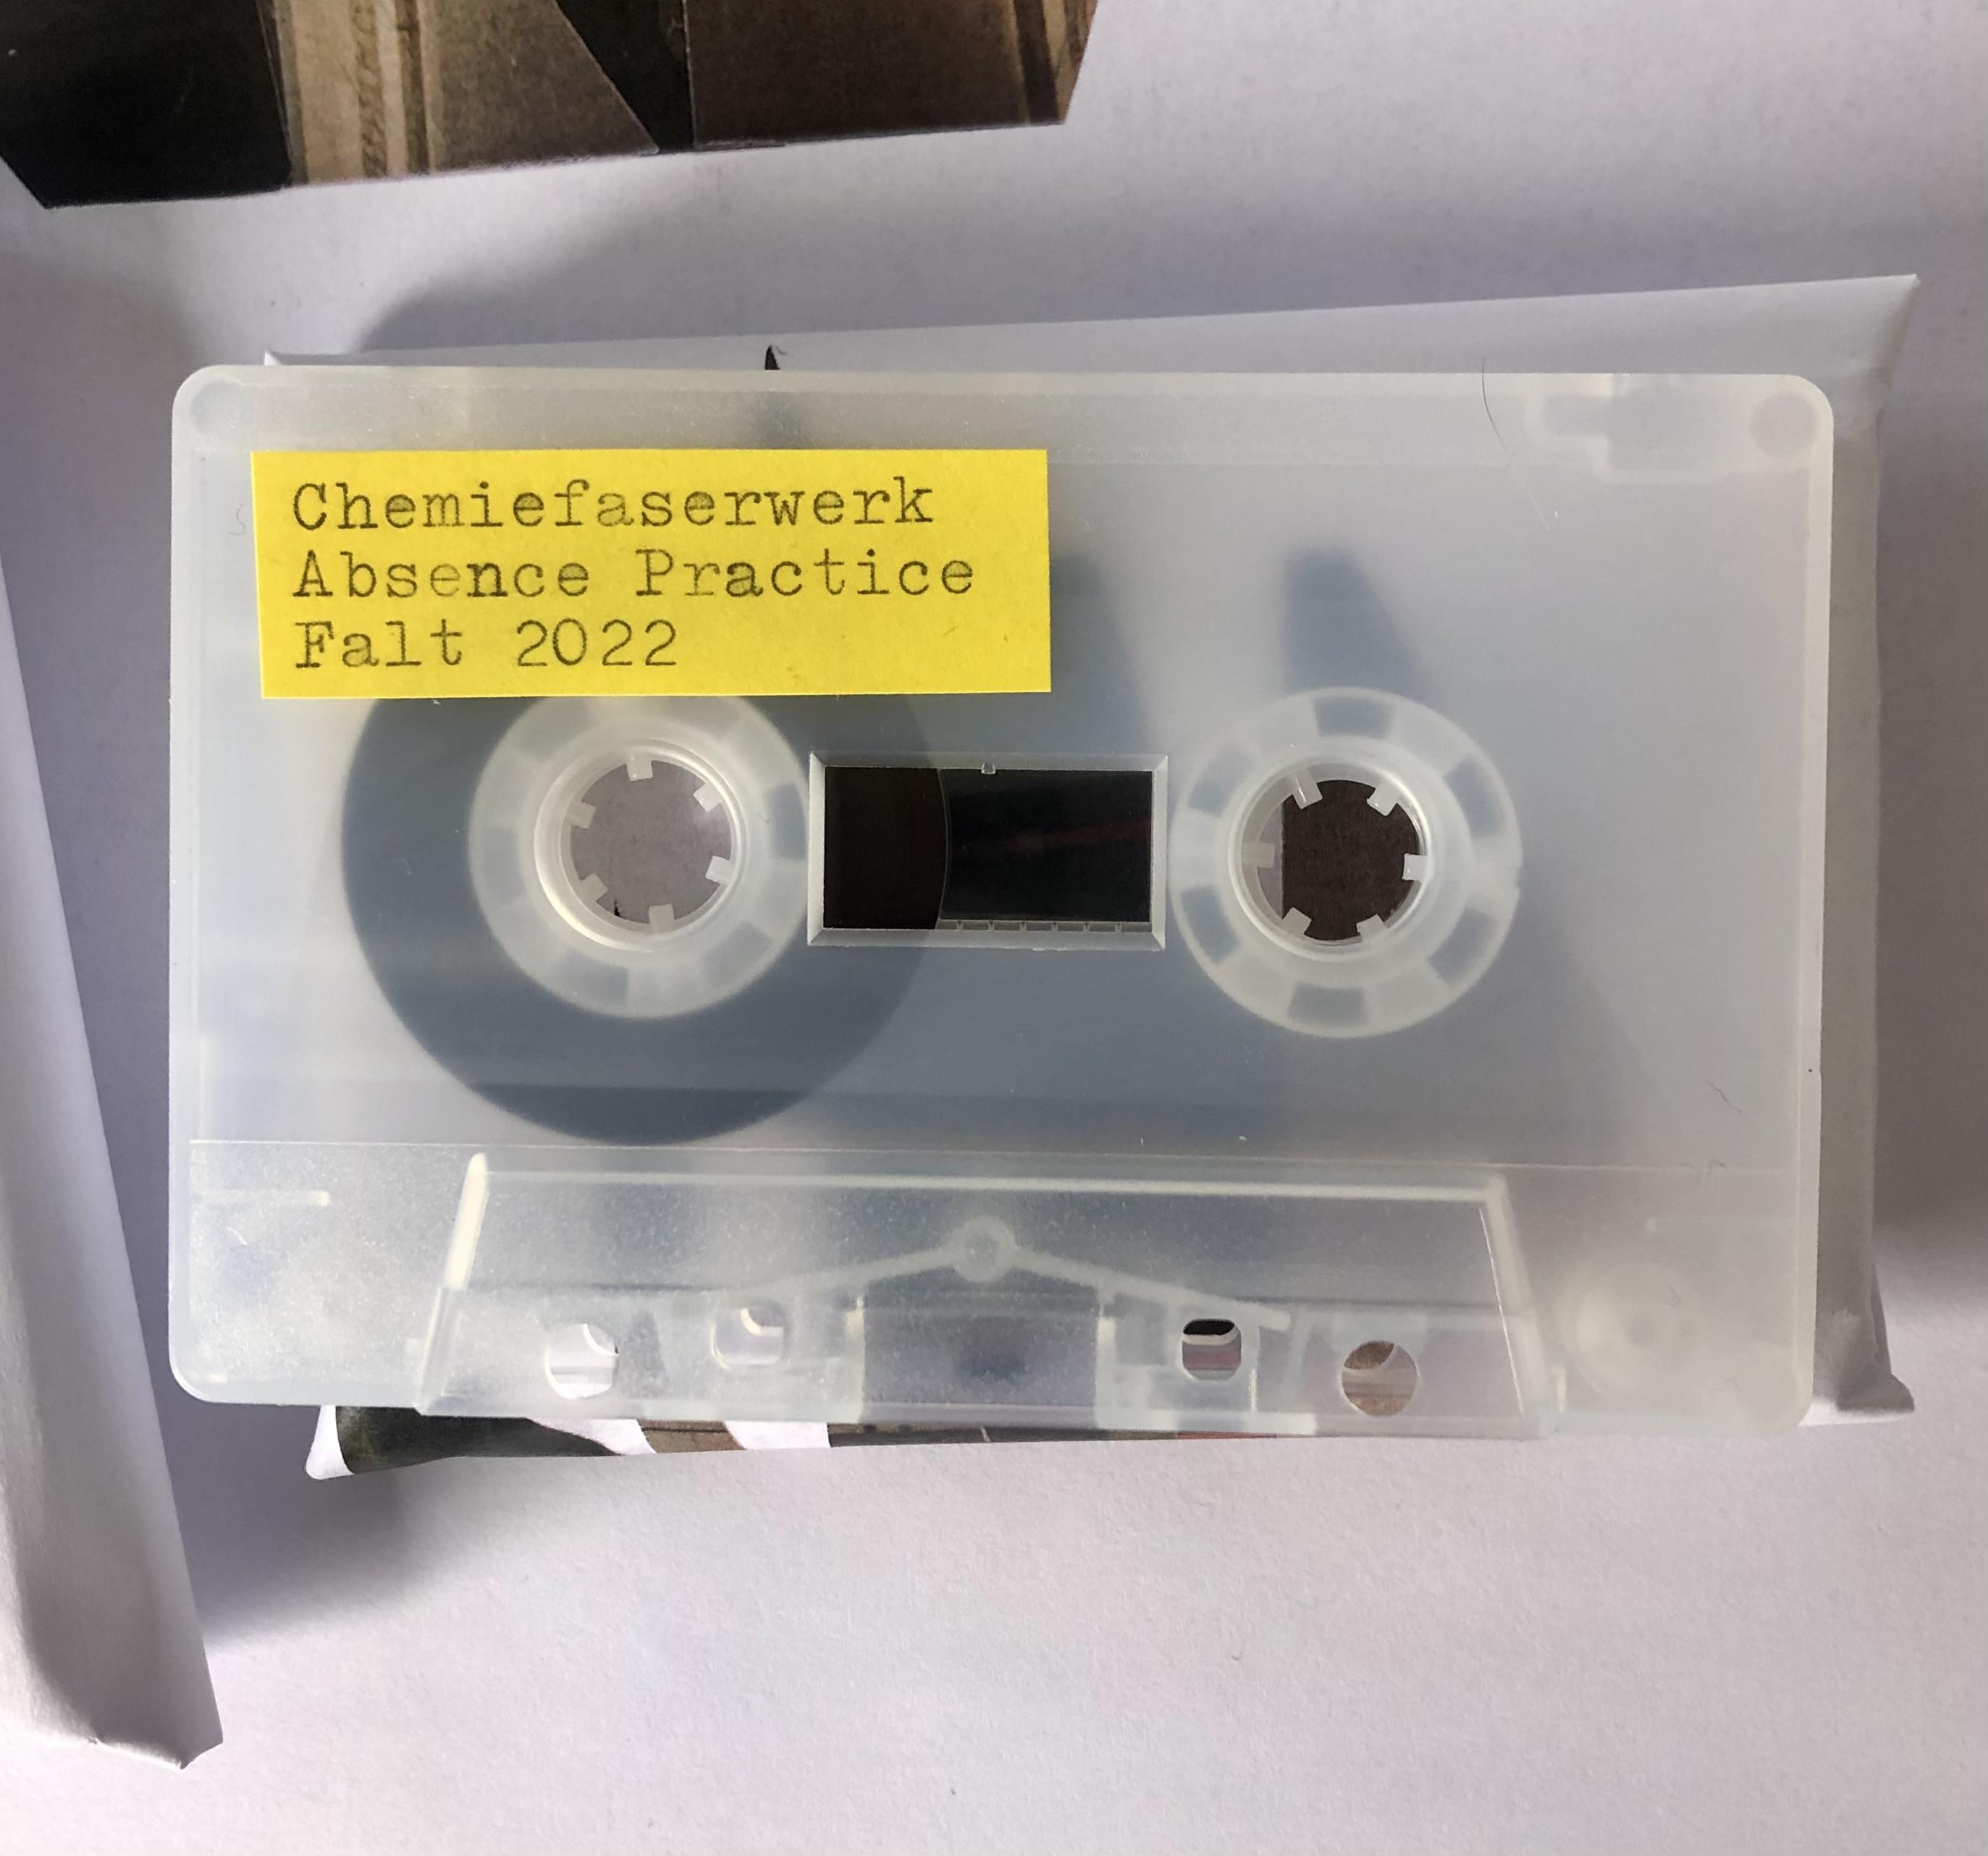 Chemiefaserwerk
Absence Practice
Falt 2022